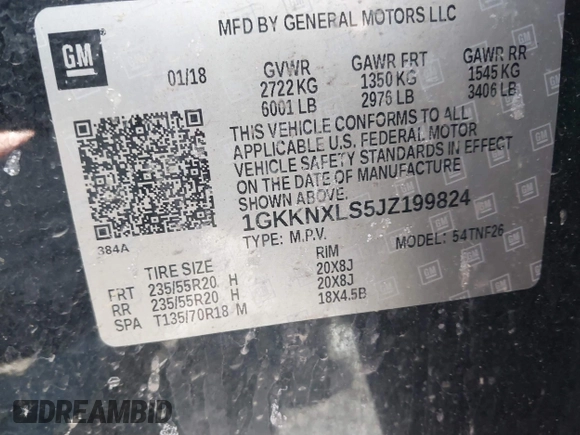 MFD BY GENERAL MOTORS LLC
GM
01/18
GVWR GAWR FRT GAWR RR
2722 KG 1350 KG 1545 KG
6001 LB 2976 LB 3406 LB
THIS VEHICLE CONFORMS TO ALL
APPLICABLE U.S. FEDERAL MOTOR
VEHICLE SAFETY STANDARDS IN EFFECT
ON THE DATE OF MANUFACTURE
SHOWN ABOVE.
384A
1GKKNXLS5JZ199824
TYPE: M.P.V. MODEL: 54TNF26
TIRE SIZE RIM
FRT 235/55R20 H 20X8J
RR 235/55R20 H 20X8J
SPA T135/70R18 M 18X4.5B
DREAMBID